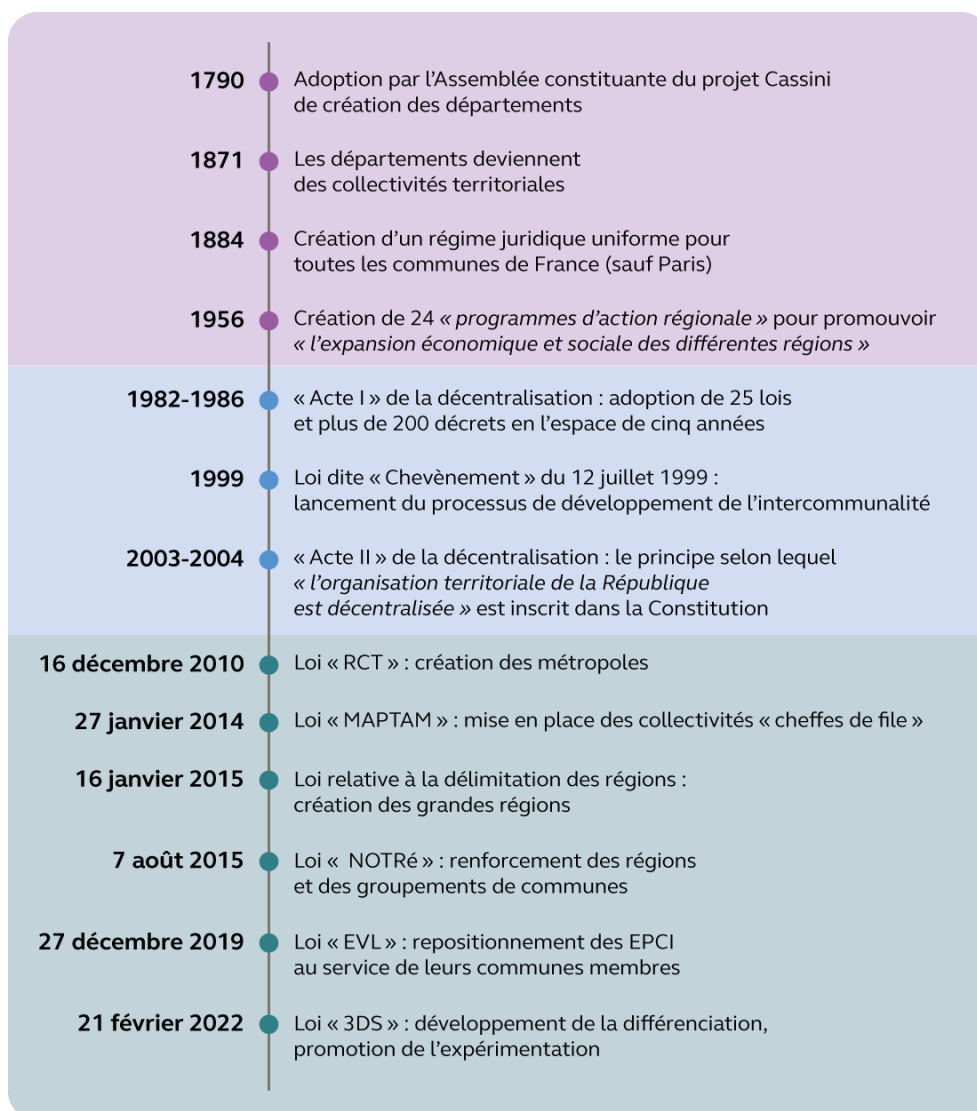 1790
Adoption par l’Assemblée constituante du projet Cassini
de création des départements
1871
Les départements deviennent
des collectivités territoriales
1884
Création d’un régime juridique uniforme pour
toutes les communes de France (sauf Paris)
1956
Création de 24 « programmes d’action régionale » pour promouvoir
« l’expansion économique et sociale des différentes régions »
1982-1986
« Acte I » de la décentralisation : adoption de 25 lois
et plus de 200 décrets en l’espace de cinq années
1999
Loi dite « Chevènement » du 12 juillet 1999 :
lancement du processus de développement de l’intercommunalité
2003-2004
« Acte II » de la décentralisation : le principe selon lequel
« l’organisation territoriale de la République
est décentralisée » est inscrit dans la Constitution
16 décembre 2010
Loi « RCT » : création des métropoles
27 janvier 2014
Loi « MAPTAM » : mise en place des collectivités « cheffes de file »
16 janvier 2015
Loi relative à la délimitation des régions :
création des grandes régions
7 août 2015
Loi « NOTRé » : renforcement des régions
et des groupements de communes
27 décembre 2019
Loi « EVL » : repositionnement des EPCI
au service de leurs communes membres
21 février 2022
Loi « 3DS » : développement de la différenciation,
promotion de l’expérimentation